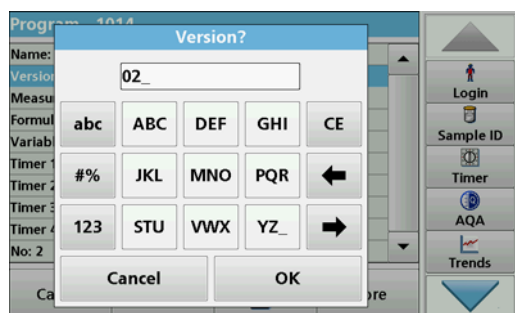 Program 1014
Version?
Name:
Version
02_
Measu
Formul
Variabl
Timer 1
Timer 2
Timer 3
Timer 4
No: 2
abc ABC DEF GHI CE
#% JKL MNO PQR
123 STU VWX YZ_
Cancel OK
Ca ore
Login
Sample ID
Timer
AQA
Trends